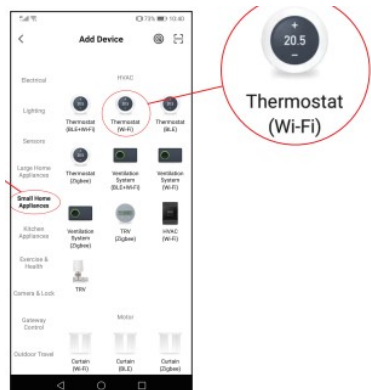 73% 10:40
Add Device
Electrical
Lighting
Sensors
Large Home
Appliances
Small Home
Appliances
Kitchen
Appliances
Exercise &
Health
Camera & Lock
Gateway
Control
Outdoor Travel
HVAC
Thermostat
(BLE+Wi-Fi)
Thermostat
(Wi-Fi)
Thermostat
(BLE)
Thermostat
(Zigbee)
Ventilation
System
(BLE+Wi-Fi)
Ventilation
System
(Wi-Fi)
Ventilation
System
(Zigbee)
TRV
(Zigbee)
HVAC
(Wi-Fi)
TRV
Motor
Curtain
(Wi-Fi)
Curtain
(BLE)
Curtain
(Zigbee)
+
20.5
−
Thermostat
(Wi-Fi)